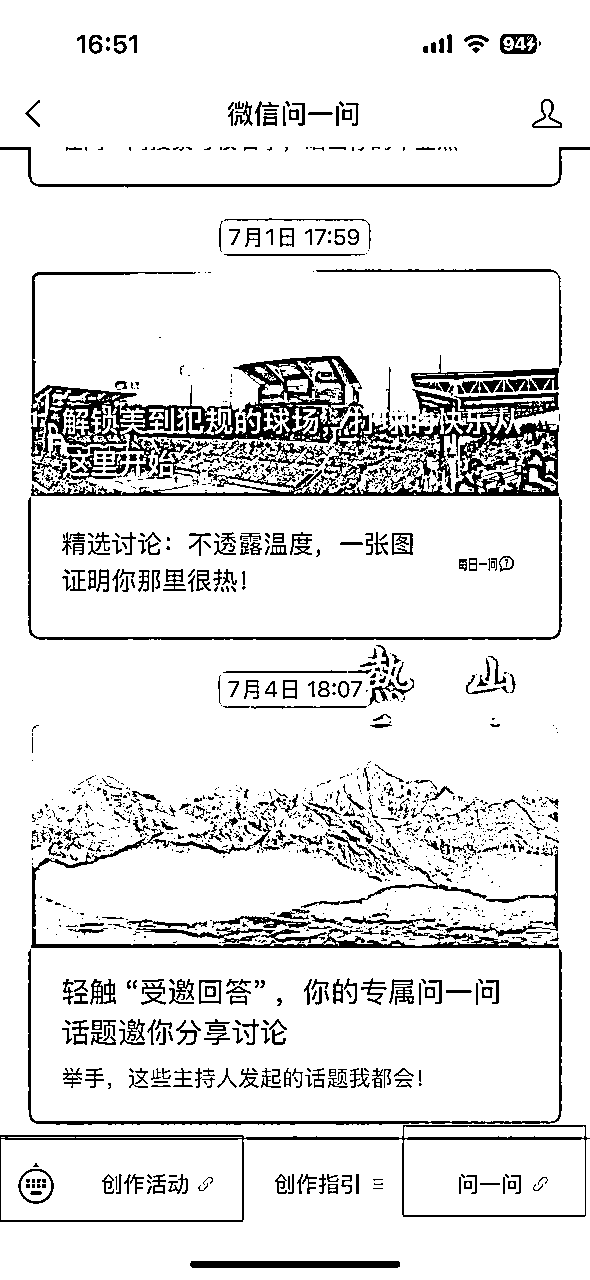 16:51
94
微信问一问
7月1日 17:59
解锁美到犯规的球场，打球的快乐从
这里开始
精选讨论：不透露温度，一张图
证明你那里很热！
每日一问
热 山
7月4日 18:07
轻触“受邀回答”，你的专属问一问
话题邀你分享讨论
举手，这些主持人发起的话题我都会！
创作活动
创作指引
问一问